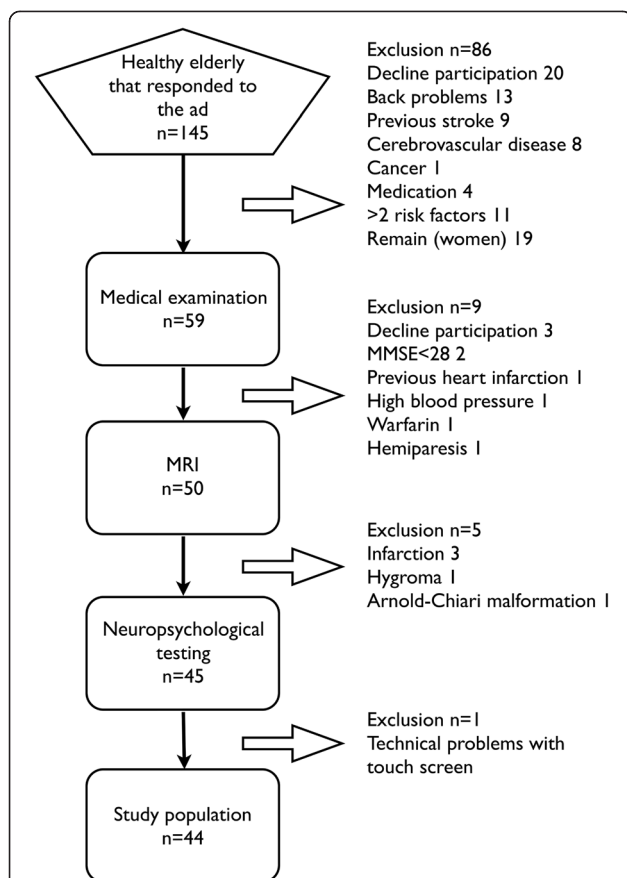 Healthy elderly
that responded to
the ad
n=145
Exclusion n=86
Decline participation 20
Back problems 13
Previous stroke 9
Cerebrovascular disease 8
Cancer 1
Medication 4
>2 risk factors 11
Remain (women) 19
Medical examination
n=59
Exclusion n=9
Decline participation 3
MMSE<28 2
Previous heart infarction 1
High blood pressure 1
Warfarin 1
Hemiparesis 1
MRI
n=50
Exclusion n=5
Infarction 3
Hygroma 1
Arnold-Chiari malformation 1
Neuropsychological
testing
n=45
Exclusion n=1
Technical problems with
touch screen
Study population
n=44